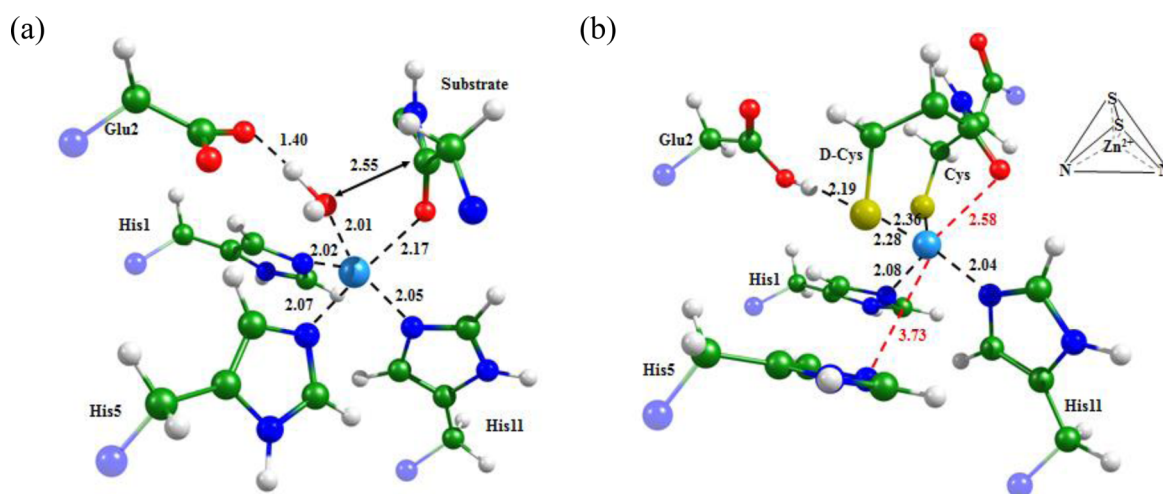 (a)
Glu2
Substrate
1.40
2.55
His1
2.01
2.02
2.17
2.07
2.05
His5
His11
(b)
Glu2
D-Cys
Cys
2.19
2.36
2.28
2.58
S
S
Zn2+
N
N
His1
2.08
2.04
3.73
His5
His11